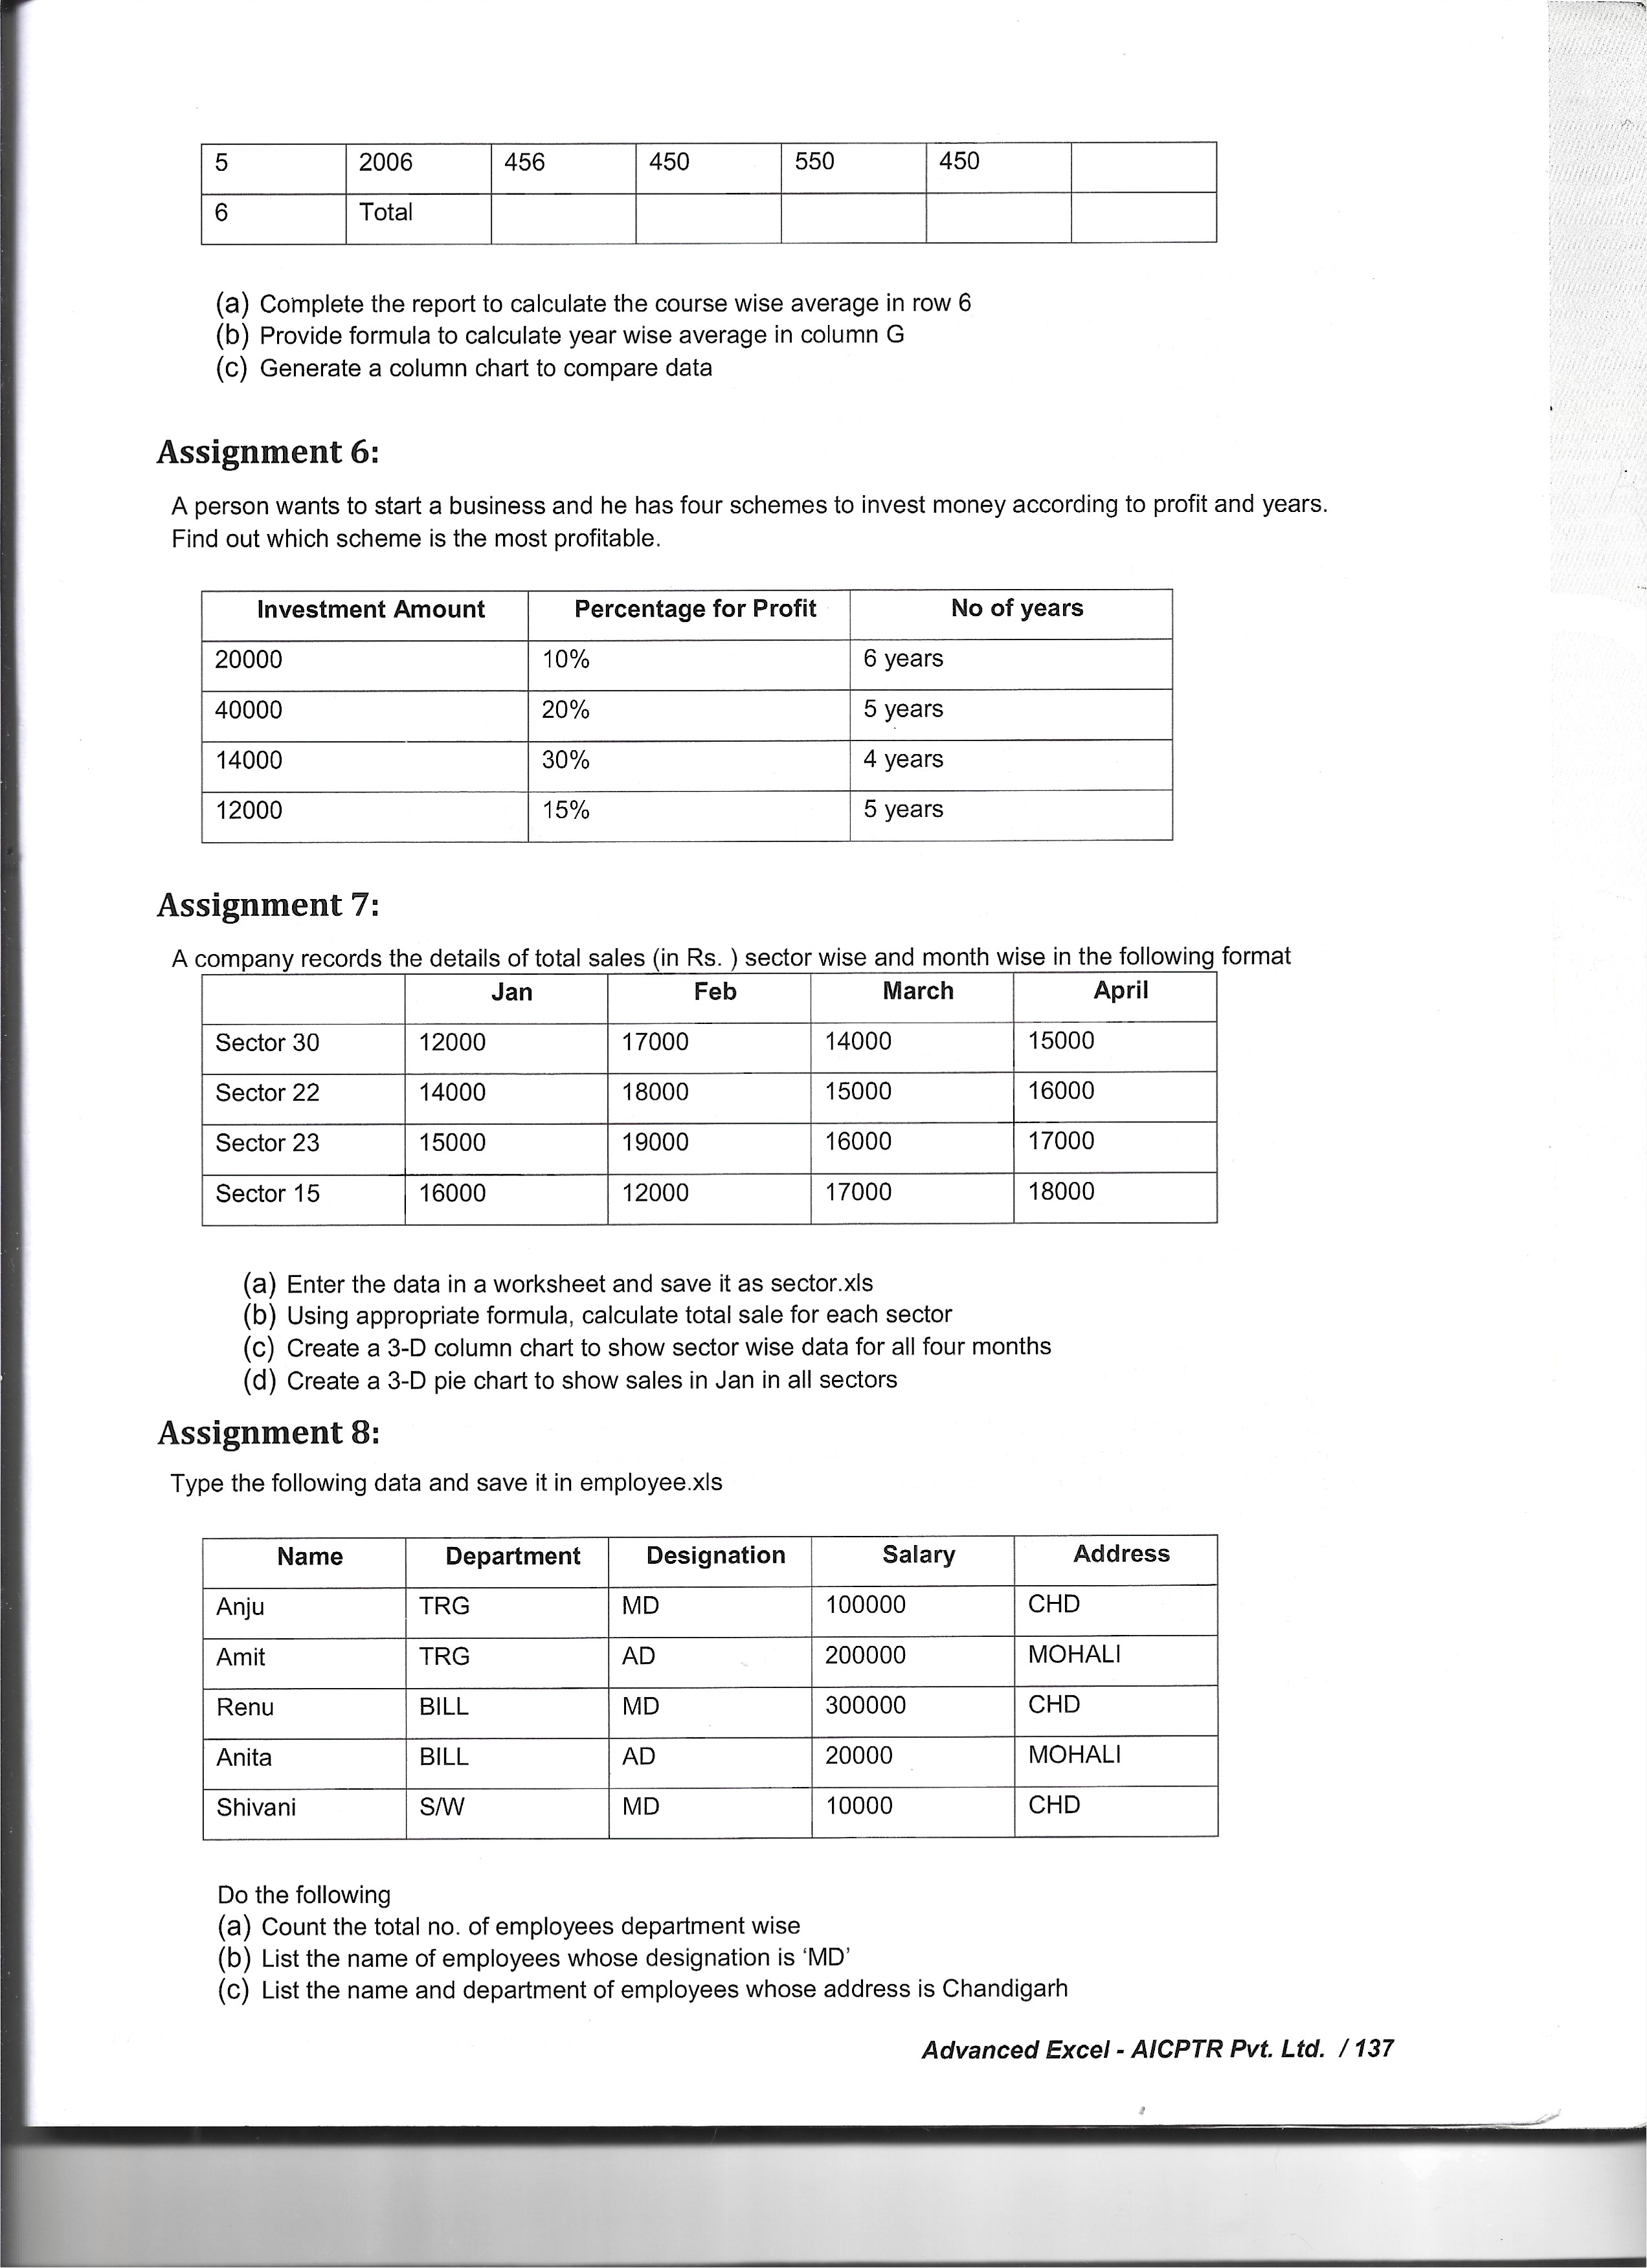 5 2006 456 450 550 450
6 Total
(a) Complete the report to calculate the course wise average in row 6
(b) Provide formula to calculate year wise average in column G
(c) Generate a column chart to compare data
Assignment 6:
A person wants to start a business and he has four schemes to invest money according to profit and years.
Find out which scheme is the most profitable.
Investment Amount Percentage for Profit No of years
20000 10% 6 years
40000 20% 5 years
14000 30% 4 years
12000 15% 5 years
Assignment 7:
A company records the details of total sales (in Rs. ) sector wise and month wise in the following format
Jan Feb March April
Sector 30 12000 17000 14000 15000
Sector 22 14000 18000 15000 16000
Sector 23 15000 19000 16000 17000
Sector 15 16000 12000 17000 18000
(a) Enter the data in a worksheet and save it as sector.xls
(b) Using appropriate formula, calculate total sale for each sector
(c) Create a 3-D column chart to show sector wise data for all four months
(d) Create a 3-D pie chart to show sales in Jan in all sectors
Assignment 8:
Type the following data and save it in employee.xls
Name Department Designation Salary Address
Anju TRG MD 100000 CHD
Amit TRG AD 200000 MOHALI
Renu BILL MD 300000 CHD
Anita BILL AD 20000 MOHALI
Shivani S/W MD 10000 CHD
Do the following
(a) Count the total no. of employees department wise
(b) List the name of employees whose designation is ‘MD’
(c) List the name and department of employees whose address is Chandigarh
Advanced Excel - AICPTR Pvt. Ltd. / 137